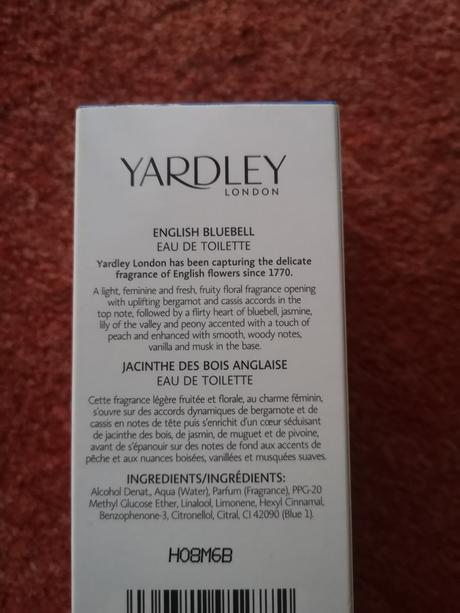 YARDLEY
LONDON
ENGLISH BLUEBELL
EAU DE TOILETTE
Yardley London has been capturing the delicate
fragrance of English flowers since 1770.
A light, feminine and fresh, fruity floral fragrance opening
with uplifting bergamot and cassis accords in the
top note, followed by a flirty heart of bluebell, jasmine,
lily of the valley and peony accented with a touch of
peach and enhanced with smooth, woody notes,
vanilla and musk in the base.
JACINTHE DES BOIS ANGLAISE
EAU DE TOILETTE
Cette fragrance légère fruitée et florale, au charme féminin,
s'ouvre sur des accords dynamiques de bergamote et de
cassis en notes de tête puis s'enrichit d'un cœur séduisant
de jacinthe des bois, de jasmin, de muguet et de pivoine,
avant de s'épanouir sur des notes de fond aux accents de
pêche et aux nuances boisées, vanillées et musquées suaves.
INGREDIENTS/INGRÉDIENTS:
Alcohol Denat., Aqua (Water), Parfum (Fragrance), PPG-20
Methyl Glucose Ether, Linalool, Limonene, Hexyl Cinnamal,
Benzophenone-3, Citronellol, Citral, CI 42090 (Blue 1).
H08M6B